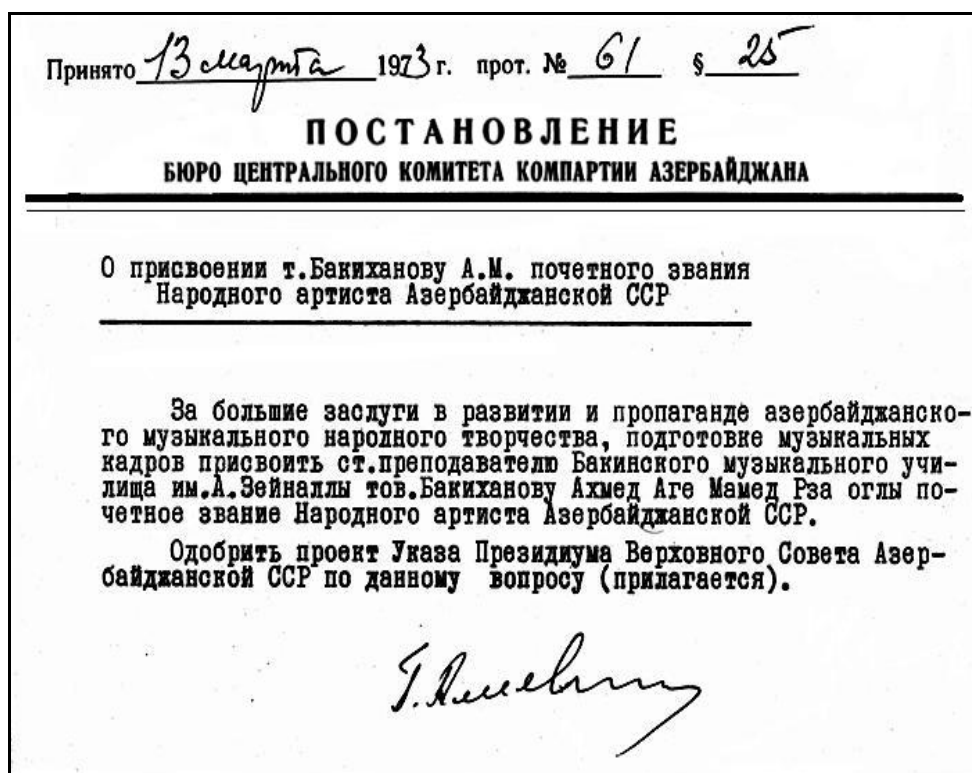 Принято 13 марта 1973 г. прот. № 61 § 25
ПОСТАНОВЛЕНИЕ
БЮРО ЦЕНТРАЛЬНОГО КОМИТЕТА КОМПАРТИИ АЗЕРБАЙДЖАНА
О присвоении т.Бакиханову А.М. почетного звания
Народного артиста Азербайджанской ССР
За большие заслуги в развитии и пропаганде азербайджанско-
го музыкального народного творчества, подготовке музыкальных
кадров присвоить ст.преподавателю Бакинского музыкального учи-
лища им.А.Зейналлы тов.Бакиханову Ахмед Аге Мамед Рза оглы по-
четное звание Народного артиста Азербайджанской ССР.
Одобрить проект Указа Президиума Верховного Совета Азер-
байджанской ССР по данному вопросу (прилагается).
Г. Алиев